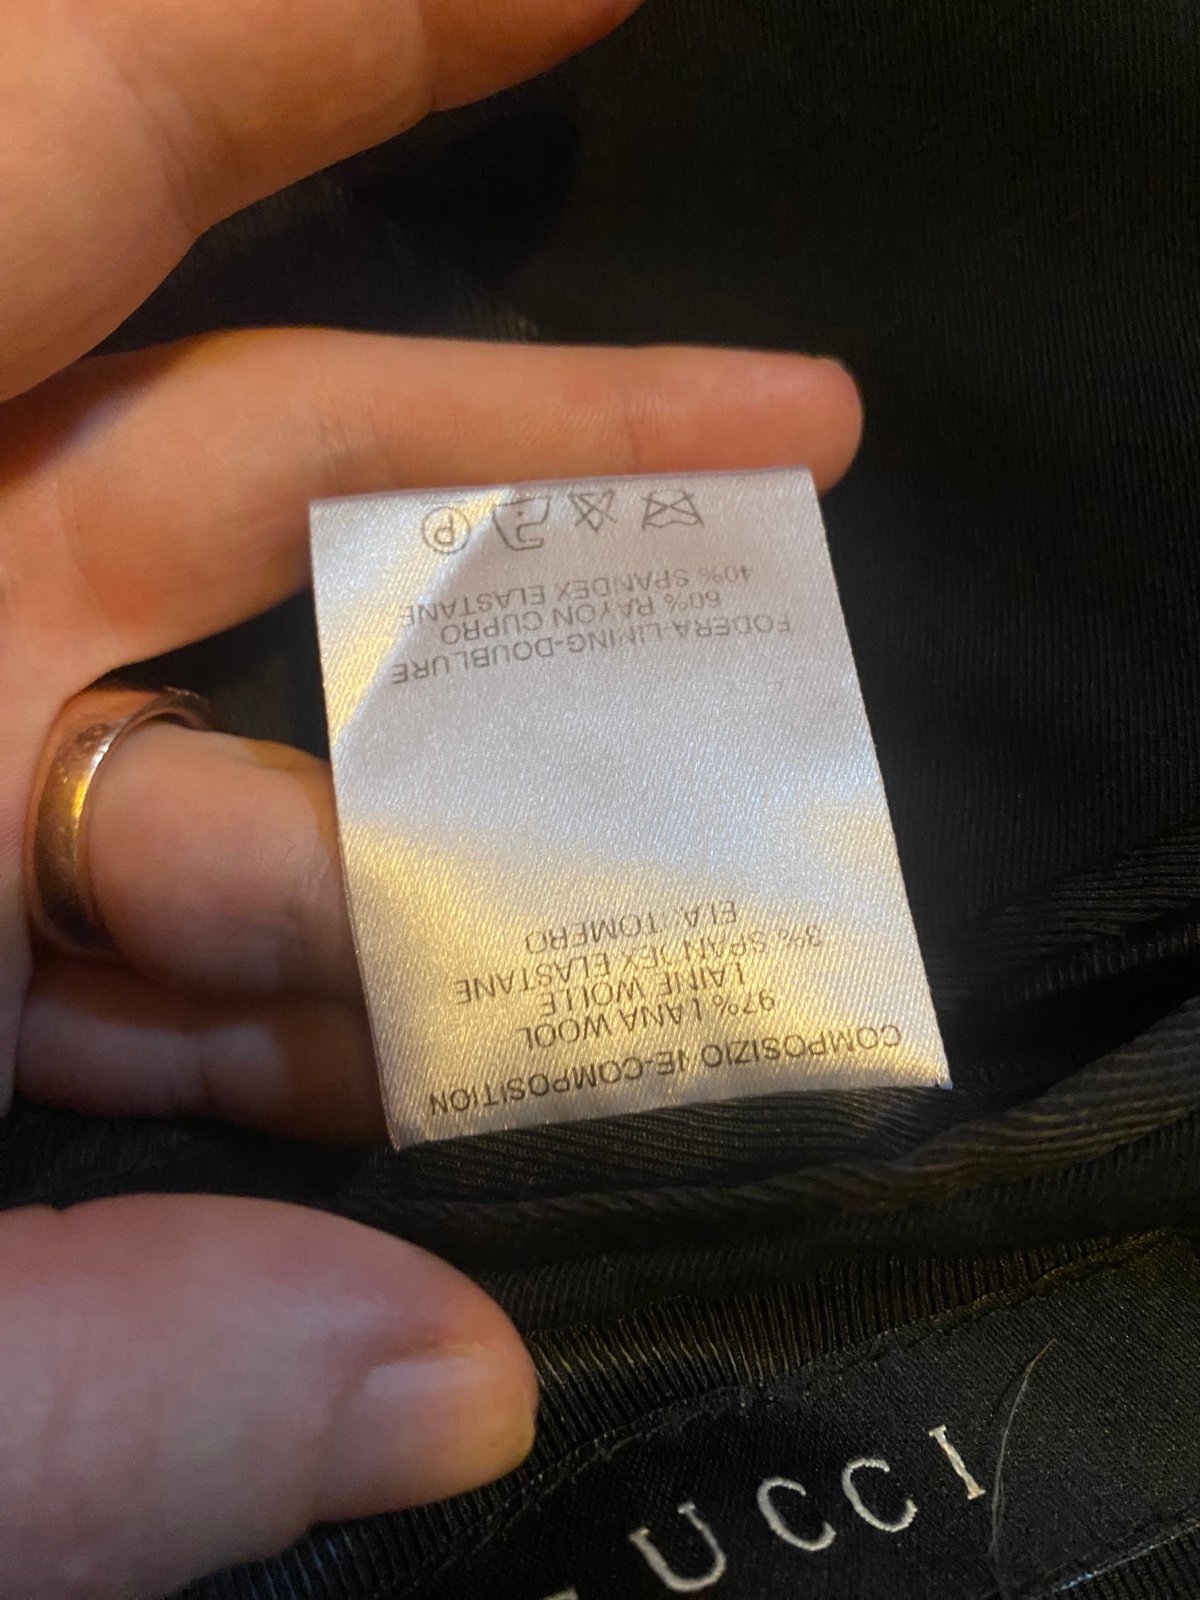 COMPOSIZIONE-COMPOSITION
97% LANA WOOL
LAINE WOLLE
3% SPANDEX ELASTANE
ELASTOMERO
FODERA-LINING-DOUBLURE
60% RAYON CUPRO
40% SPANDEX ELASTANE
P
UCCI